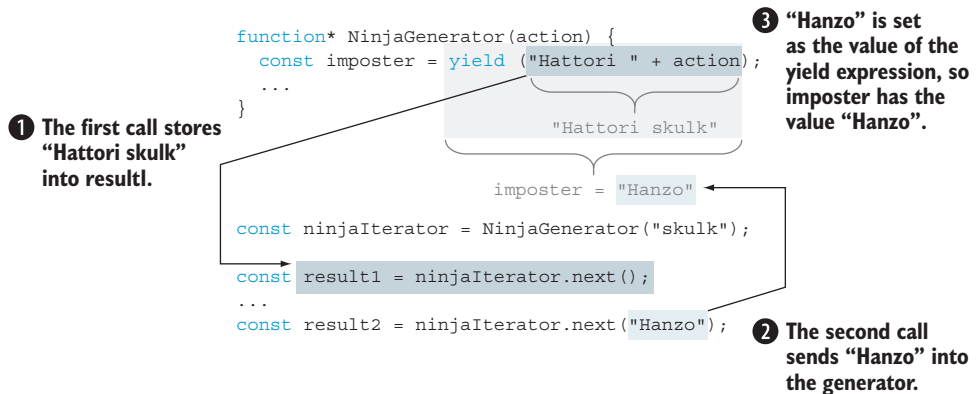 function* NinjaGenerator(action) {
const imposter = yield ("Hattori " + action);
...
}
"Hattori skulk"
imposter = "Hanzo"
const ninjaIterator = NinjaGenerator("skulk");
const result1 = ninjaIterator.next();
...
const result2 = ninjaIterator.next("Hanzo");
1 The first call stores
"Hattori skulk"
into resultl.
2 The second call
sends "Hanzo" into
the generator.
3 "Hanzo" is set
as the value of the
yield expression, so
imposter has the
value "Hanzo".